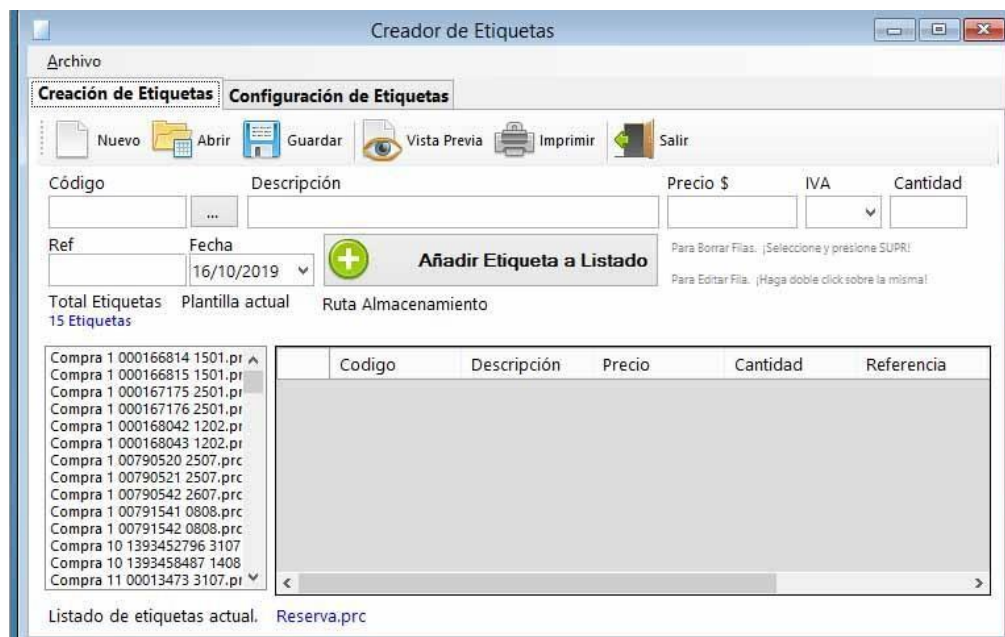 Creador de Etiquetas
Archivo
Creación de Etiquetas Configuración de Etiquetas
Nuevo Abrir Guardar Vista Previa Imprimir Salir
Código Descripción Precio $ IVA Cantidad
...
Ref Fecha
16/10/2019
Añadir Etiqueta a Listado
Para Borrar Filas. ¡Seleccione y presione SUPR!
Para Editar Fila. ¡Haga doble click sobre la misma!
Total Etiquetas Plantilla actual Ruta Almacenamiento
15 Etiquetas
Compra 1 000166814 1501.pr
Compra 1 000166815 1501.pr
Compra 1 000167175 2501.pr
Compra 1 000167176 2501.pr
Compra 1 000168042 1202.pr
Compra 1 000168043 1202.pr
Compra 1 00790520 2507.prc
Compra 1 00790521 2507.prc
Compra 1 00790542 2607.prc
Compra 1 00791541 0808.prc
Compra 1 00791542 0808.prc
Compra 10 1393452796 3107
Compra 10 1393458487 1408
Compra 11 00013473 3107.pr
Codigo Descripción Precio Cantidad Referencia
Listado de etiquetas actual. Reserva.prc